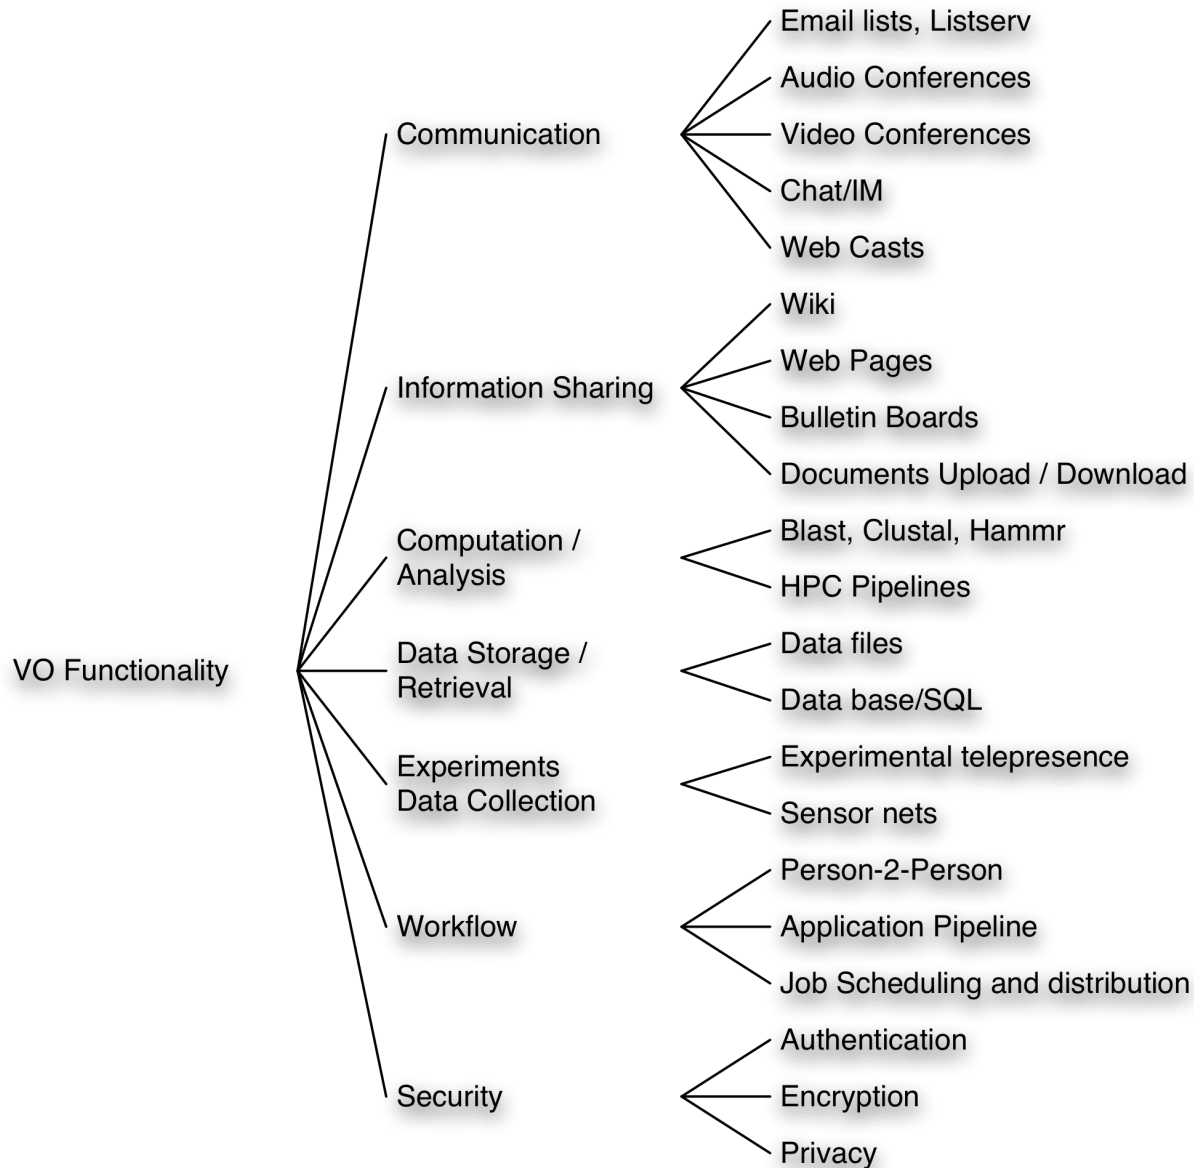 VO Functionality
Communication
Email lists, Listserv
Audio Conferences
Video Conferences
Chat/IM
Web Casts
Information Sharing
Wiki
Web Pages
Bulletin Boards
Documents Upload / Download
Computation /
Analysis
Blast, Clustal, Hammr
HPC Pipelines
Data Storage /
Retrieval
Data files
Data base/SQL
Experiments
Data Collection
Experimental telepresence
Sensor nets
Workflow
Person-2-Person
Application Pipeline
Job Scheduling and distribution
Security
Authentication
Encryption
Privacy